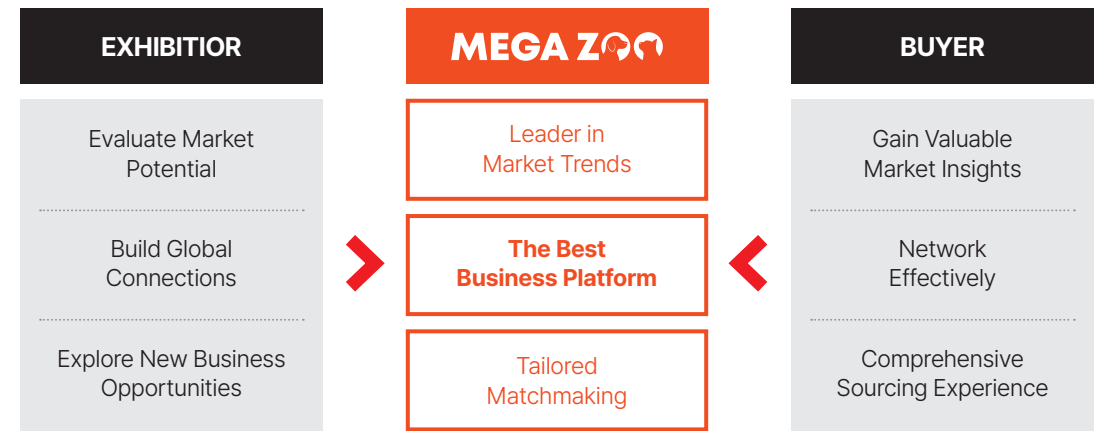 EXHIBITIOR
Evaluate Market
Potential
Build Global
Connections
Explore New Business
Opportunities
MEGA ZOO
Leader in
Market Trends
The Best
Business Platform
Tailored
Matchmaking
BUYER
Gain Valuable
Market Insights
Network
Effectively
Comprehensive
Sourcing Experience